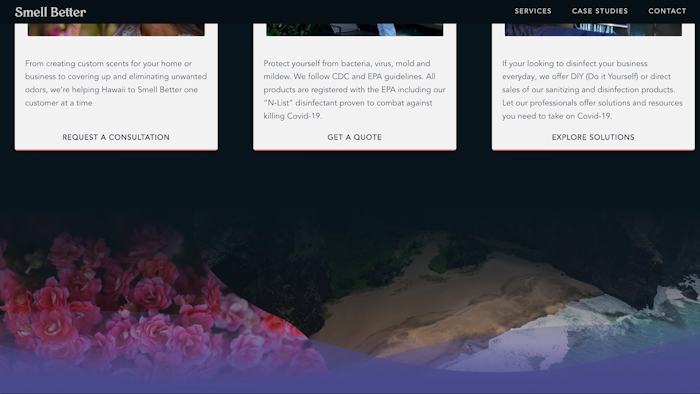 Smell Better
SERVICES
CASE STUDIES
CONTACT
From creating custom scents for your home or
business to covering up and eliminating unwanted
odors, we're helping Hawaii to Smell Better one
customer at a time
REQUEST A CONSULTATION
Protect yourself from bacteria, virus, mold and
mildew. We follow CDC and EPA guidelines. All
products are registered with the EPA including our
"N-List" disinfectant proven to combat against
killing Covid-19.
GET A QUOTE
If your looking to disinfect your business
everyday, we offer DIY (Do it Yourself) or direct
sales of our sanitizing and disinfection products.
Let our professionals offer solutions and resources
you need to take on Covid-19.
EXPLORE SOLUTIONS